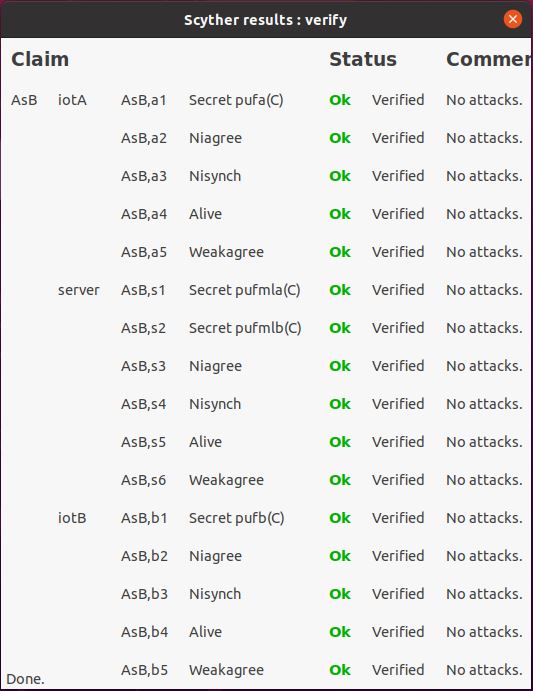 Scyther results : verify
Claim Status Commer
AsB iotA AsB,a1 Secret pufa(C) Ok Verified No attacks.
AsB,a2 Niagree Ok Verified No attacks.
AsB,a3 Nisynch Ok Verified No attacks.
AsB,a4 Alive Ok Verified No attacks.
AsB,a5 Weakagree Ok Verified No attacks.
server AsB,s1 Secret pufmla(C) Ok Verified No attacks.
AsB,s2 Secret pufmlb(C) Ok Verified No attacks.
AsB,s3 Niagree Ok Verified No attacks.
AsB,s4 Nisynch Ok Verified No attacks.
AsB,s5 Alive Ok Verified No attacks.
AsB,s6 Weakagree Ok Verified No attacks.
iotB AsB,b1 Secret pufb(C) Ok Verified No attacks.
AsB,b2 Niagree Ok Verified No attacks.
AsB,b3 Nisynch Ok Verified No attacks.
AsB,b4 Alive Ok Verified No attacks.
AsB,b5 Weakagree Ok Verified No attacks.
Done.